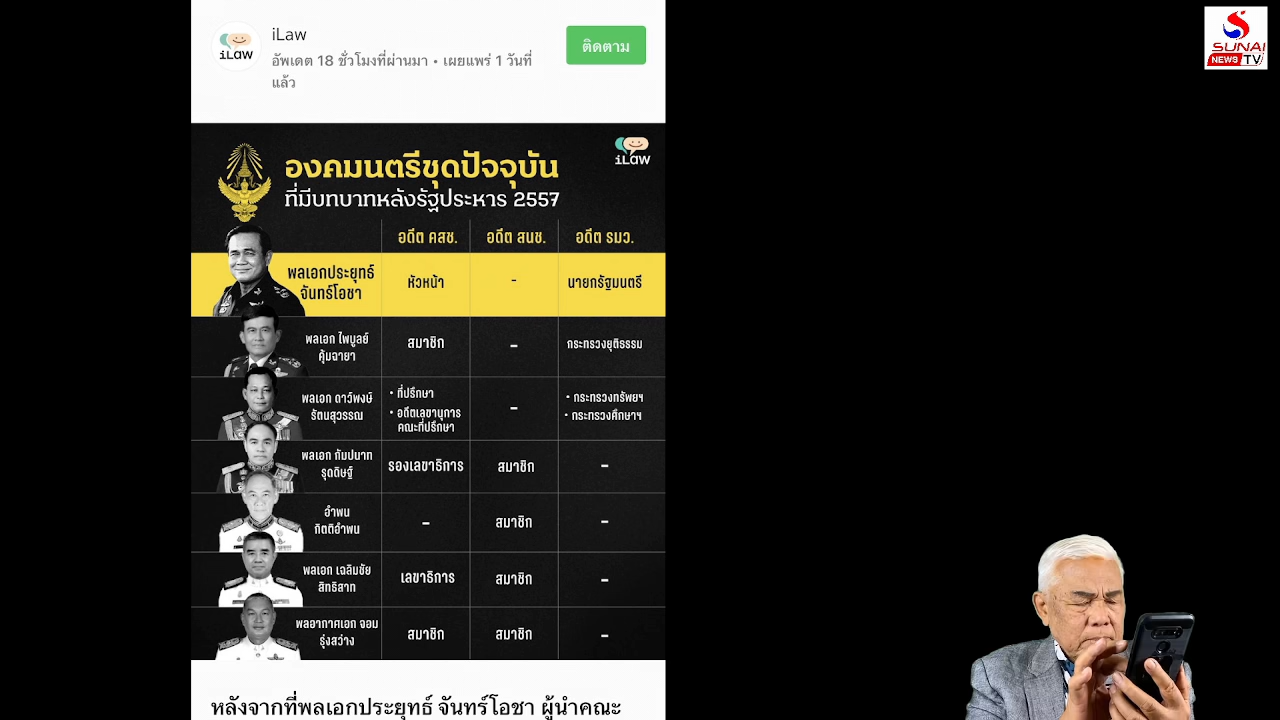 iLaw
iLaw
อัพเดต 18 ชั่วโมงที่ผ่านมา • เผยแพร่ 1 วันที่
แล้ว
ติดตาม
SUNAI
NEWS TV
iLaw
องคมนตรีชุดปัจจุบัน
ที่มีบทบาทหลังรัฐประหาร 2557
อดีต คสช. อดีต สนช. อดีต รมว.
พลเอกประยุทธ์
จันทร์โอชา
หัวหน้า - นายกรัฐมนตรี
พลเอก ไพบูลย์
คุ้มฉายา
สมาชิก - กระทรวงยุติธรรม
พลเอก ดาว์พงษ์
รัตนสุวรรณ
• ที่ปรึกษา
• อดีตเลขานุการ
คณะที่ปรึกษา
-
• กระทรวงทรัพยฯ
• กระทรวงศึกษาฯ
พลเอก กัมปนาท
รุดดิษฐ์
รองเลขาธิการ สมาชิก -
อำพน
กิตติอำพน
- สมาชิก -
พลเอก เฉลิมชัย
สิทธิสาท
เลขาธิการ สมาชิก -
พลอากาศเอก จอม
รุ่งสว่าง
สมาชิก สมาชิก -
หลังจากที่พลเอกประยุทธ์ จันทร์โอชา ผู้นำคณะ